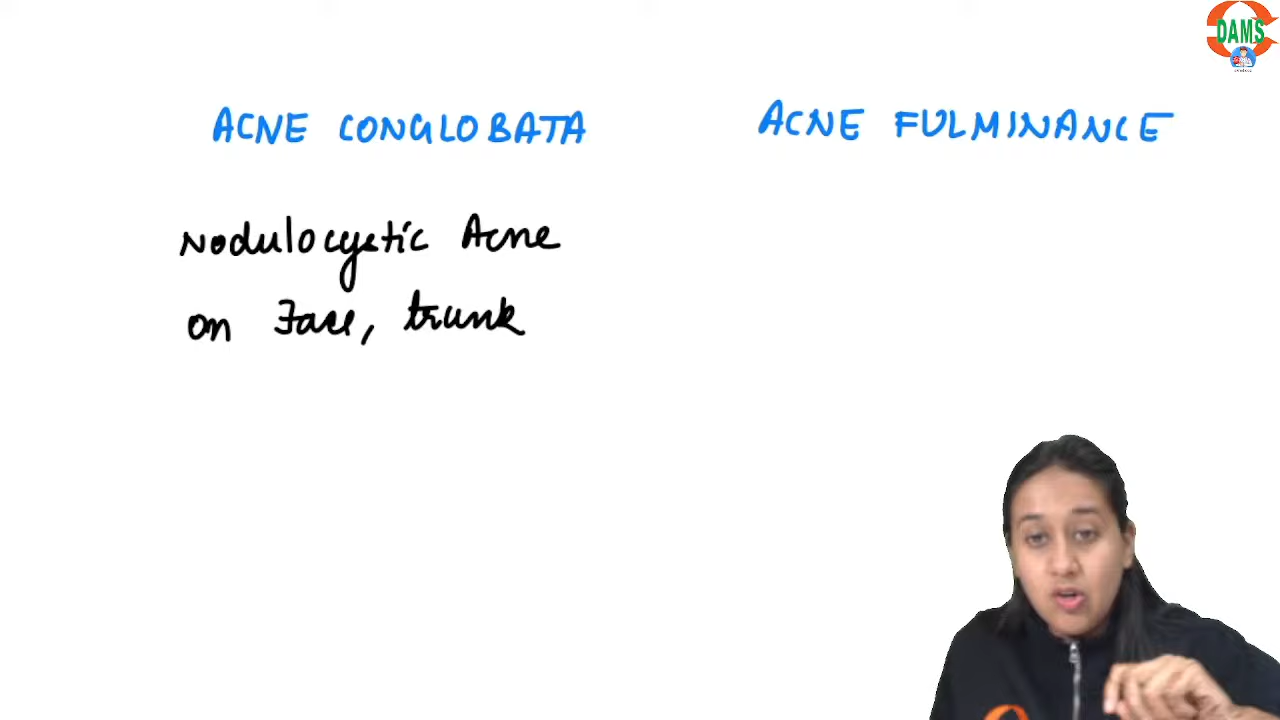 DAMS
ACNE CONGLOBATA
ACNE FULMINANCE
Nodulocystic Acne
on Face, trunk